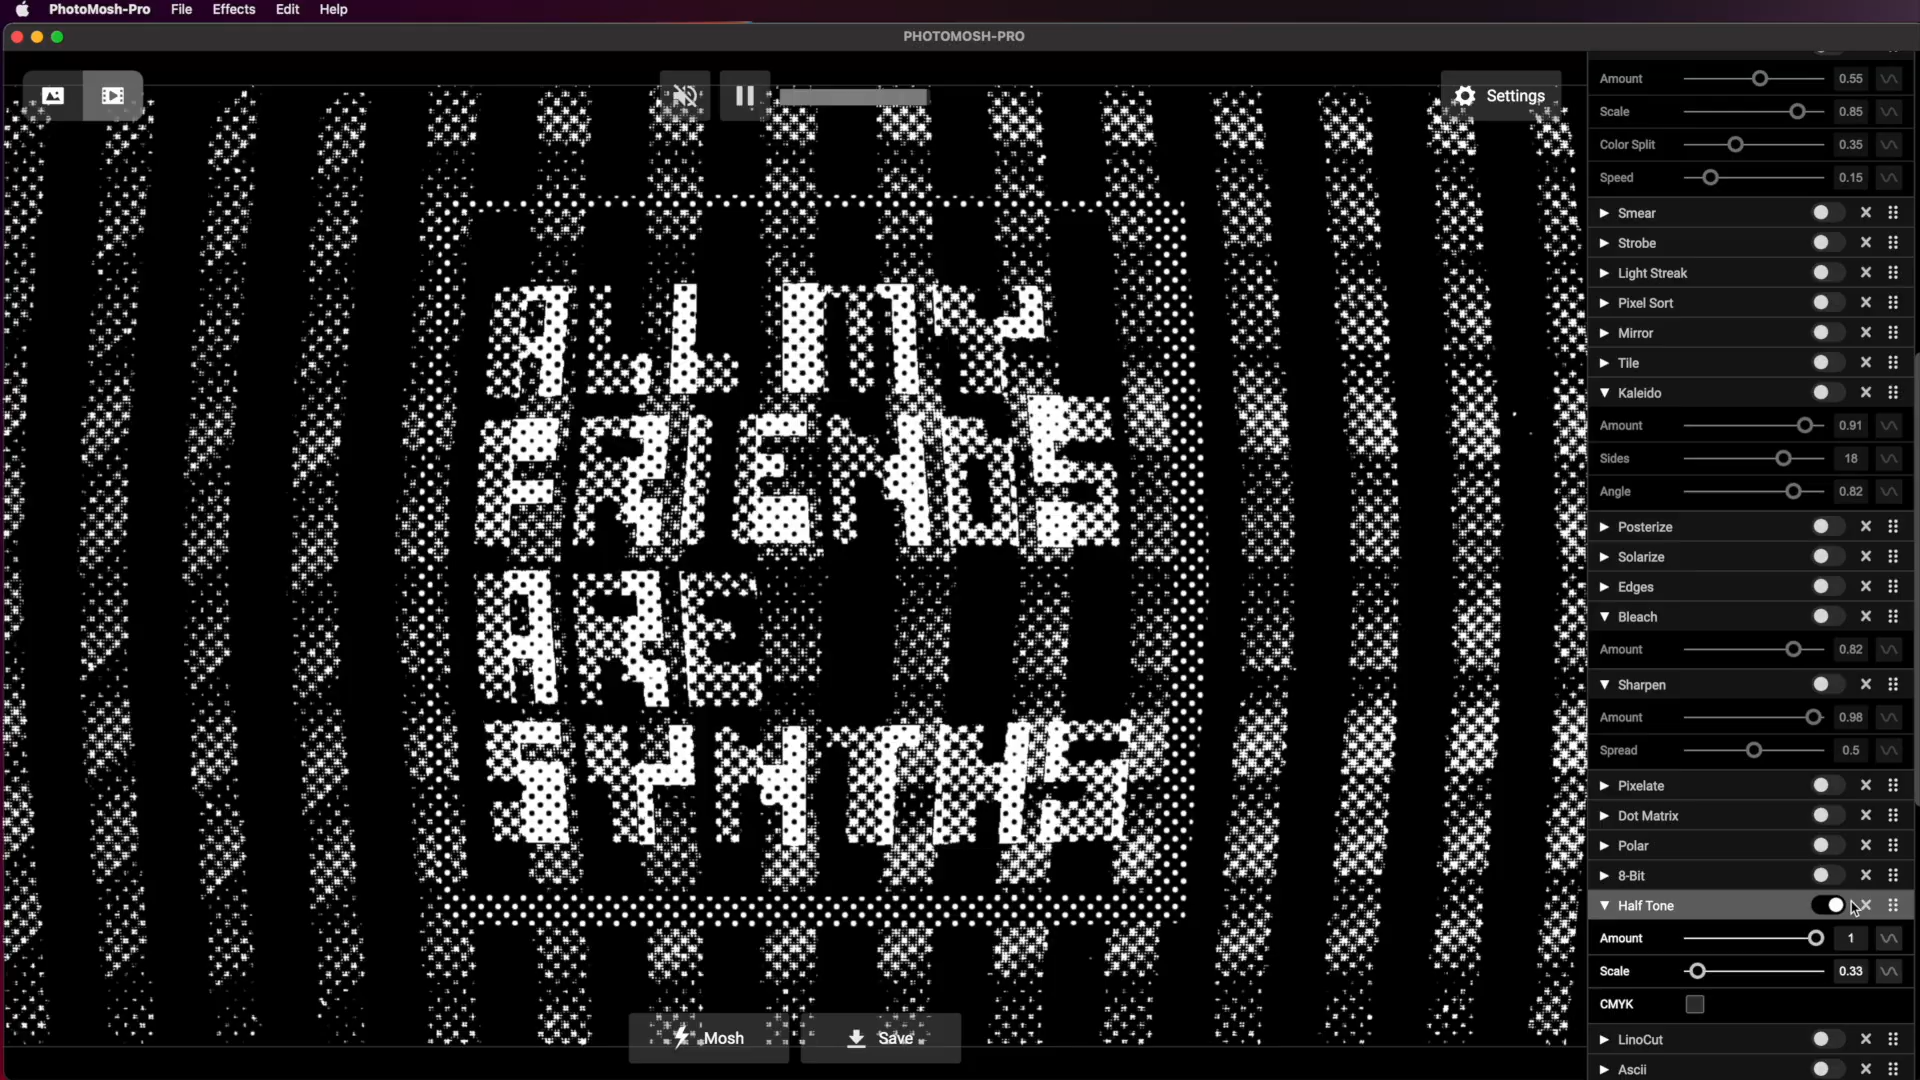 PhotoMosh-Pro File Effects Edit Help
PHOTOMOSH-PRO
Settings
ALL MY
FRIENDS
ARE
SYNTHS
Mosh
Save
Amount 0.55
Scale 0.85
Color Split 0.35
Speed 0.15
Smear
Strobe
Light Streak
Pixel Sort
Mirror
Tile
Kaleido
Amount 0.91
Sides 18
Angle 0.82
Posterize
Solarize
Edges
Bleach
Amount 0.82
Sharpen
Amount 0.98
Spread 0.5
Pixelate
Dot Matrix
Polar
8-Bit
Half Tone
Amount 1
Scale 0.33
CMYK
LinoCut
Ascii